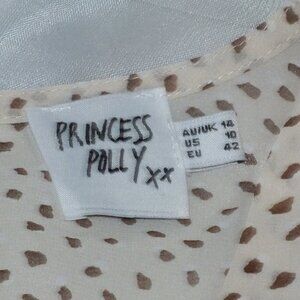 PRINCESS
POLLY xx
AU/UK 14
US 10
EU 42